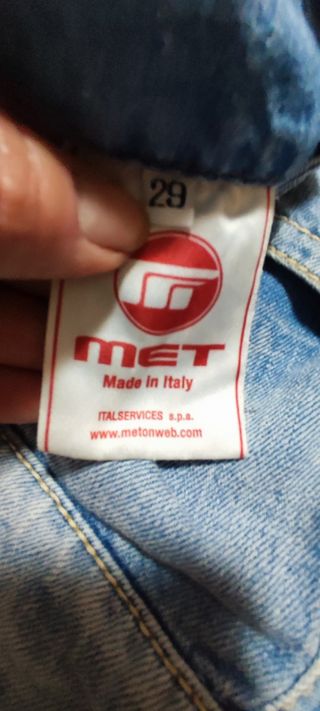 29
MET
Made in Italy
ITALSERVICES s.p.a.
www.metonweb.com